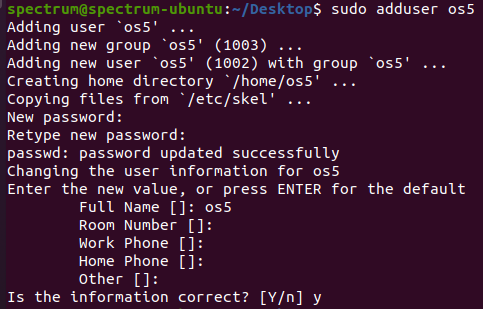 spectrum@spectrum-ubuntu:~/Desktop$ sudo adduser os5
Adding user `os5' ...
Adding new group `os5' (1003) ...
Adding new user `os5' (1002) with group `os5' ...
Creating home directory `/home/os5' ...
Copying files from `/etc/skel' ...
New password:
Retype new password:
passwd: password updated successfully
Changing the user information for os5
Enter the new value, or press ENTER for the default
Full Name []: os5
Room Number []:
Work Phone []:
Home Phone []:
Other []:
Is the information correct? [Y/n] y